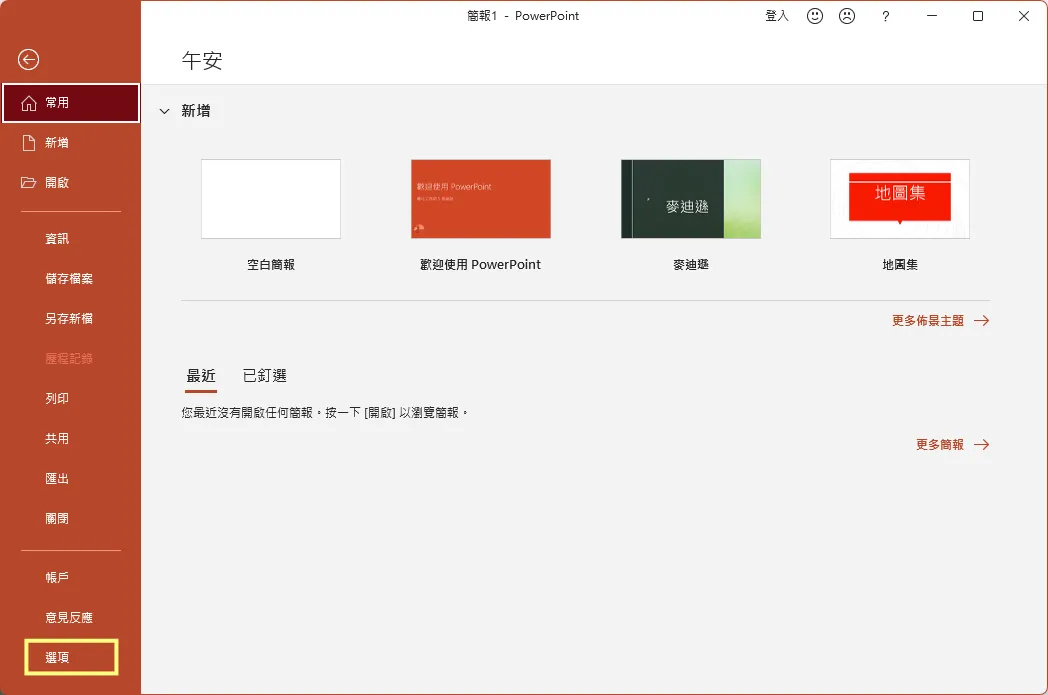 簡報1 - PowerPoint
登入
?
午安
常用
新增
開啟
資訊
儲存檔案
另存新檔
歷程記錄
列印
共用
匯出
關閉
帳戶
意見反應
選項
新增
歡迎使用 PowerPoint
麥迪遜
地圖集
空白簡報
歡迎使用 PowerPoint
麥迪遜
地圖集
更多佈景主題
最近
已釘選
您最近沒有開啟任何簡報。按一下 [開啟] 以瀏覽簡報。
更多簡報